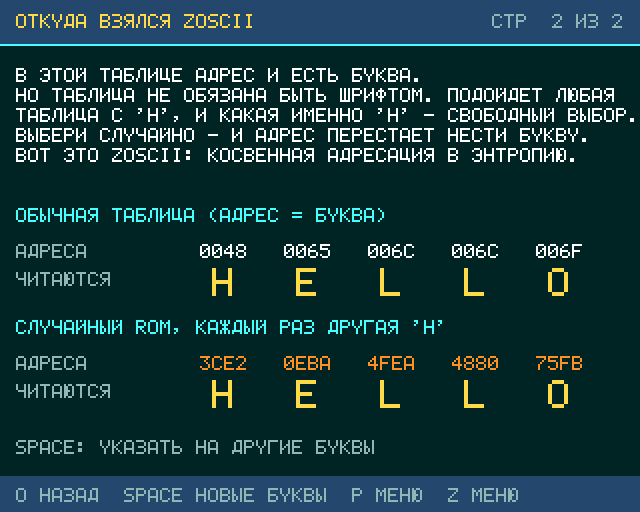 ОТКУДА ВЗЯЛСЯ ZOSCII СТР 2 ИЗ 2
В ЭТОЙ ТАБЛИЦЕ АДРЕС И ЕСТЬ БУКВА.
НО ТАБЛИЦА НЕ ОБЯЗАНА БЫТЬ ШРИФТОМ. ПОДОЙДЕТ ЛЮБАЯ
ТАБЛИЦА С 'H', И КАКАЯ ИМЕННО 'H' - СВОБОДНЫЙ ВЫБОР.
ВЫБЕРИ СЛУЧАЙНО - И АДРЕС ПЕРЕСТАЕТ НЕСТИ БУКВУ.
ВОТ ЭТО ZOSCII: КОСВЕННАЯ АДРЕСАЦИЯ В ЭНТРОПИЮ.
ОБЫЧНАЯ ТАБЛИЦА (АДРЕС = БУКВА)
АДРЕСА 0048 0065 006C 006C 006F
ЧИТАЮТСЯ H E L L O
СЛУЧАЙНЫЙ ROM, КАЖДЫЙ РАЗ ДРУГАЯ 'H'
АДРЕСА 3CE2 0EBA 4FEA 4880 75FB
ЧИТАЮТСЯ H E L L O
SPACE: УКАЗАТЬ НА ДРУГИЕ БУКВЫ
O НАЗАД SPACE НОВЫЕ БУКВЫ P МЕНЮ Z МЕНЮ